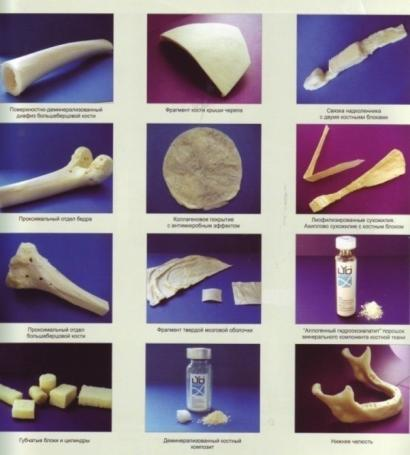 Поверхностно-деминерализованный
диафиз большеберцовой кости
Фрагмент кости крыши черепа
Связка надколенника
с двумя костными блоками
Проксимальный отдел бедра
Коллагеновое покрытие
с антимикробным эффектом
Лиофилизированные сухожилия.
Ахиллово сухожилие с костным блоком
Проксимальный отдел
большеберцовой кости
Фрагмент твердой мозговой оболочки
"Аллогенный гидроксиапатит" порошок
минерального компонента костной ткани
Губчатые блоки и цилиндры
Деминерализованный костный
композит
Нижняя челюсть